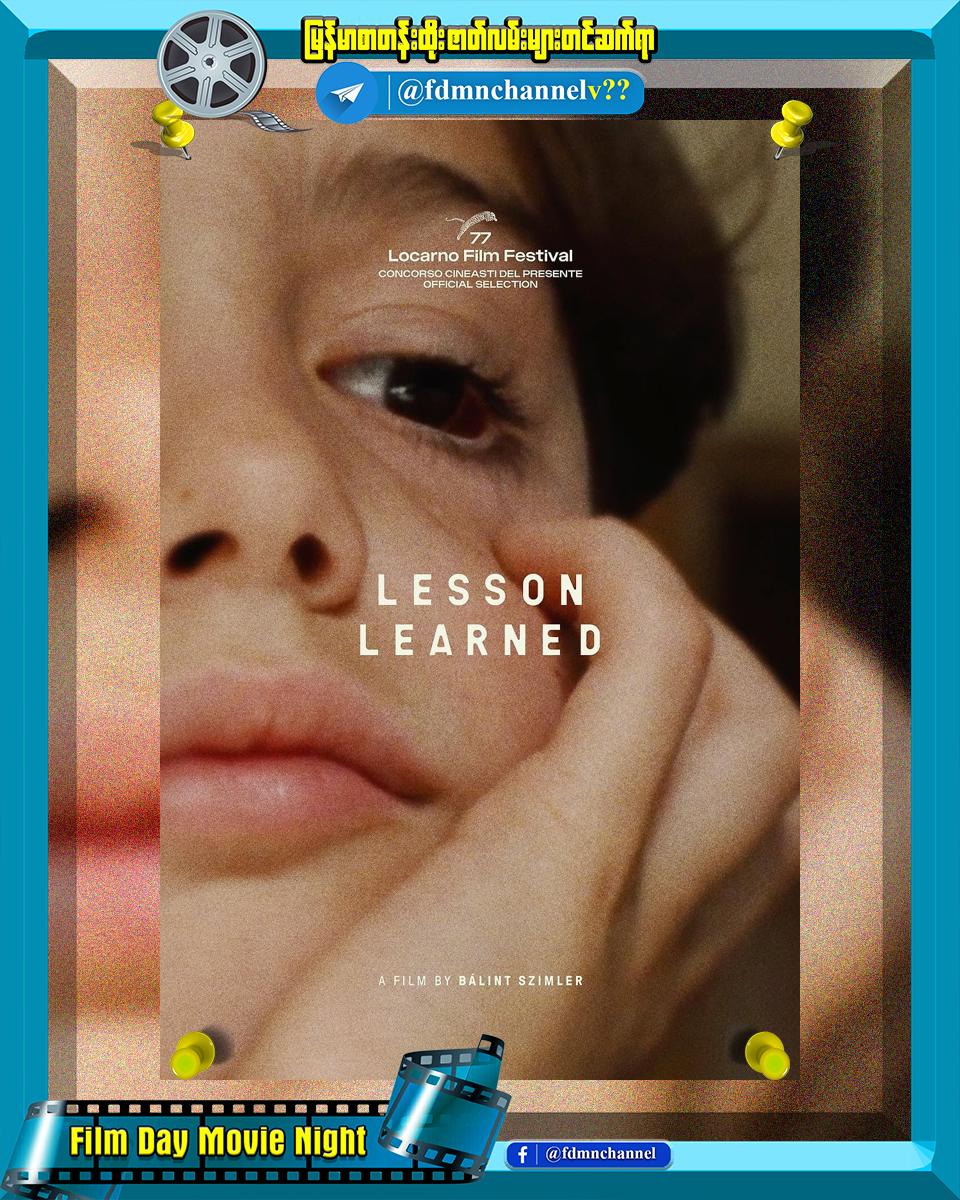 မြန်မာစာတန်းထိုးဇာတ်လမ်းများတင်ဆက်ရာ
@fdmnchannelv??
77
Locarno Film Festival
CONCORSO CINEASTI DEL PRESENTE
OFFICIAL SELECTION
LESSON
LEARNED
A FILM BY BÁLINT SZIMLER
Film Day Movie Night
@fdmnchannel